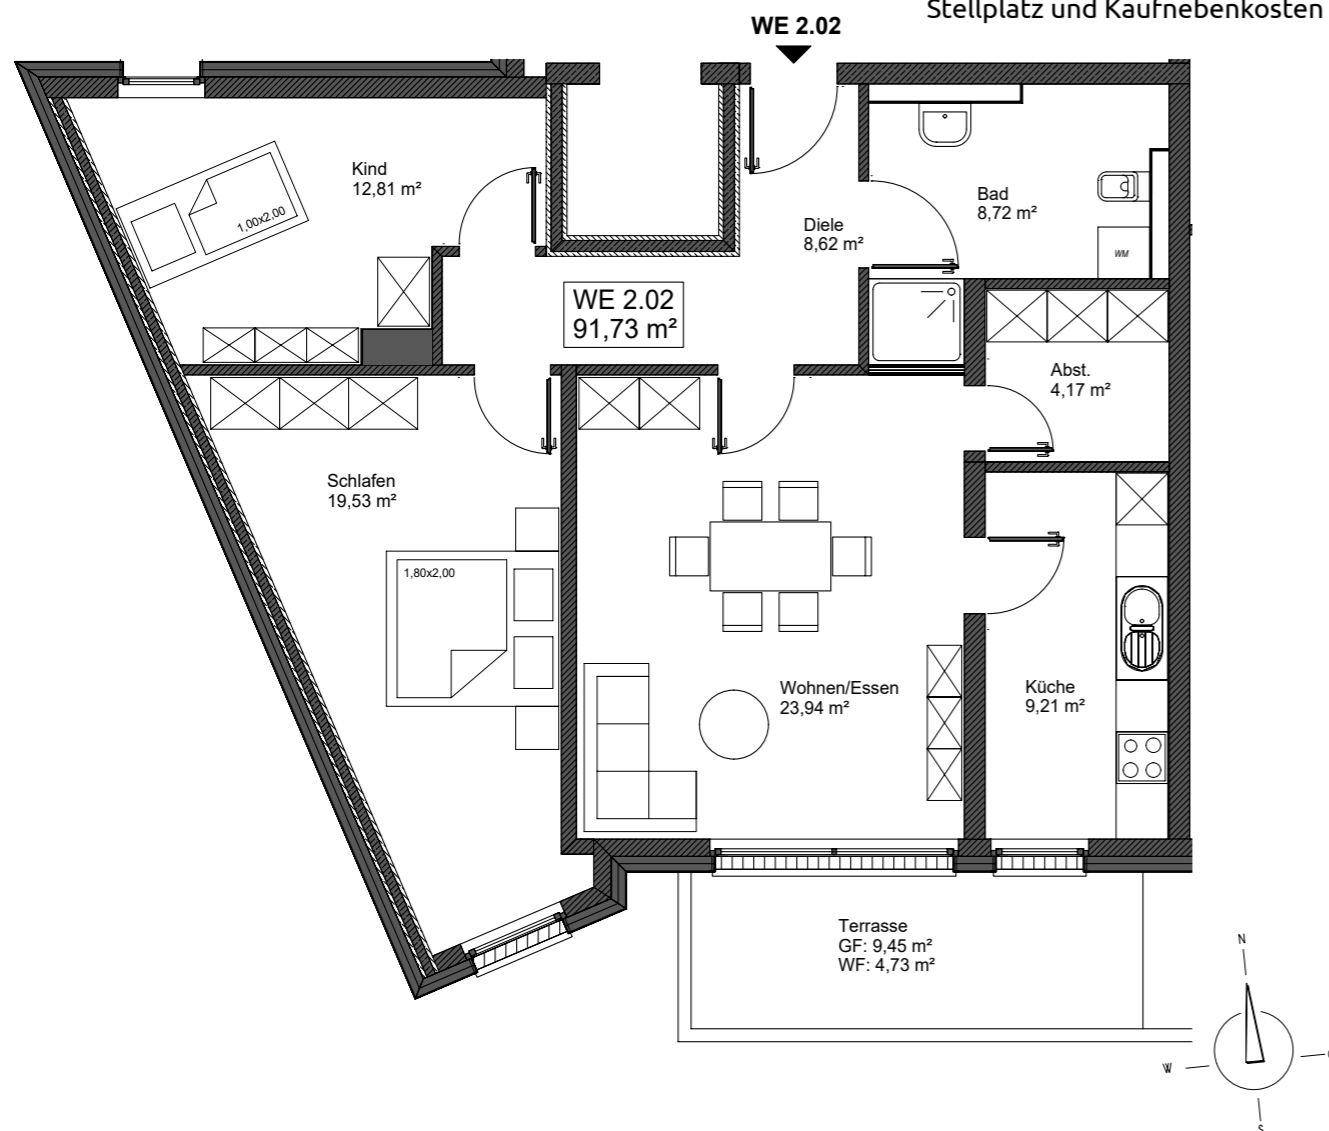 Stellplatz und Kaufnebenkosten
WE 2.02
Kind
12,81 m²
1,00x2,00
Diele
8,62 m²
Bad
8,72 m²
WM
WE 2.02
91,73 m²
Abst.
4,17 m²
Schlafen
19,53 m²
1,80x2,00
Wohnen/Essen
23,94 m²
Küche
9,21 m²
Terrasse
GF: 9,45 m²
WF: 4,73 m²
N
W
S